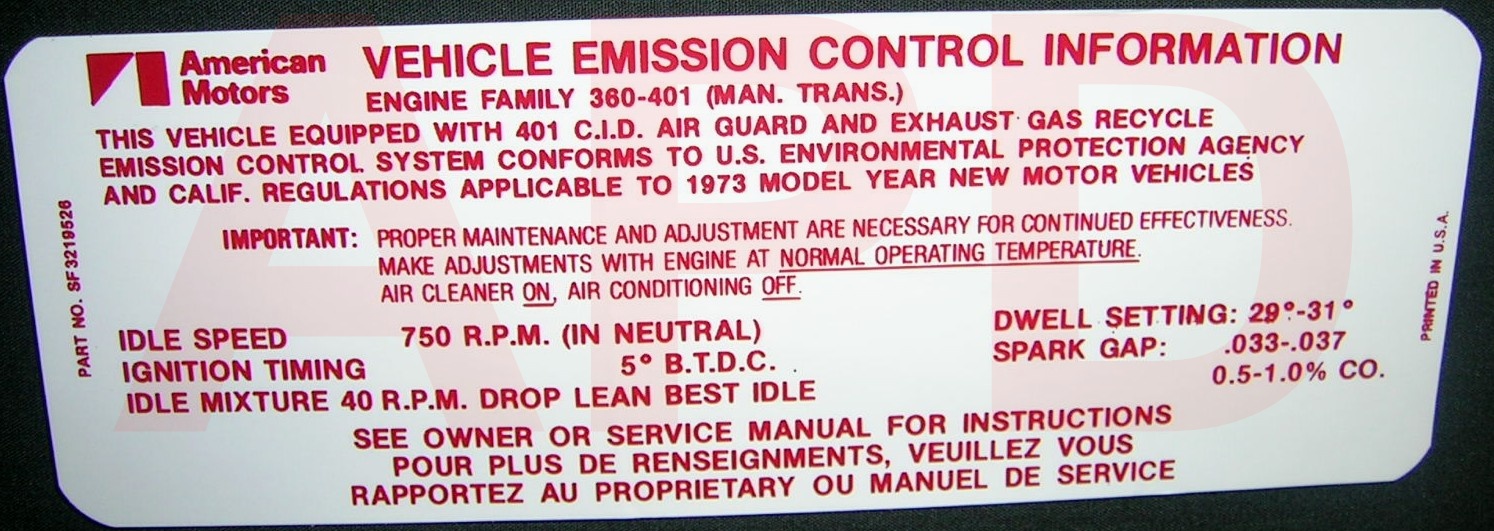 American
Motors
VEHICLE EMISSION CONTROL INFORMATION
ENGINE FAMILY 360-401 (MAN. TRANS.)
THIS VEHICLE EQUIPPED WITH 401 C.I.D. AIR GUARD AND EXHAUST GAS RECYCLE
EMISSION CONTROL SYSTEM CONFORMS TO U.S. ENVIRONMENTAL PROTECTION AGENCY
AND CALIF. REGULATIONS APPLICABLE TO 1973 MODEL YEAR NEW MOTOR VEHICLES
IMPORTANT: PROPER MAINTENANCE AND ADJUSTMENT ARE NECESSARY FOR CONTINUED EFFECTIVENESS.
MAKE ADJUSTMENTS WITH ENGINE AT NORMAL OPERATING TEMPERATURE.
AIR CLEANER ON, AIR CONDITIONING OFF.
IDLE SPEED 750 R.P.M. (IN NEUTRAL) DWELL SETTING: 29°-31°
IGNITION TIMING 5° B.T.D.C. SPARK GAP: .033-.037
IDLE MIXTURE 40 R.P.M. DROP LEAN BEST IDLE 0.5-1.0% CO.
SEE OWNER OR SERVICE MANUAL FOR INSTRUCTIONS
POUR PLUS DE RENSEIGNMENTS, VEUILLEZ VOUS
RAPPORTEZ AU PROPRIETARY OU MANUEL DE SERVICE
PART NO. SF3219526
PRINTED IN U.S.A.
APD